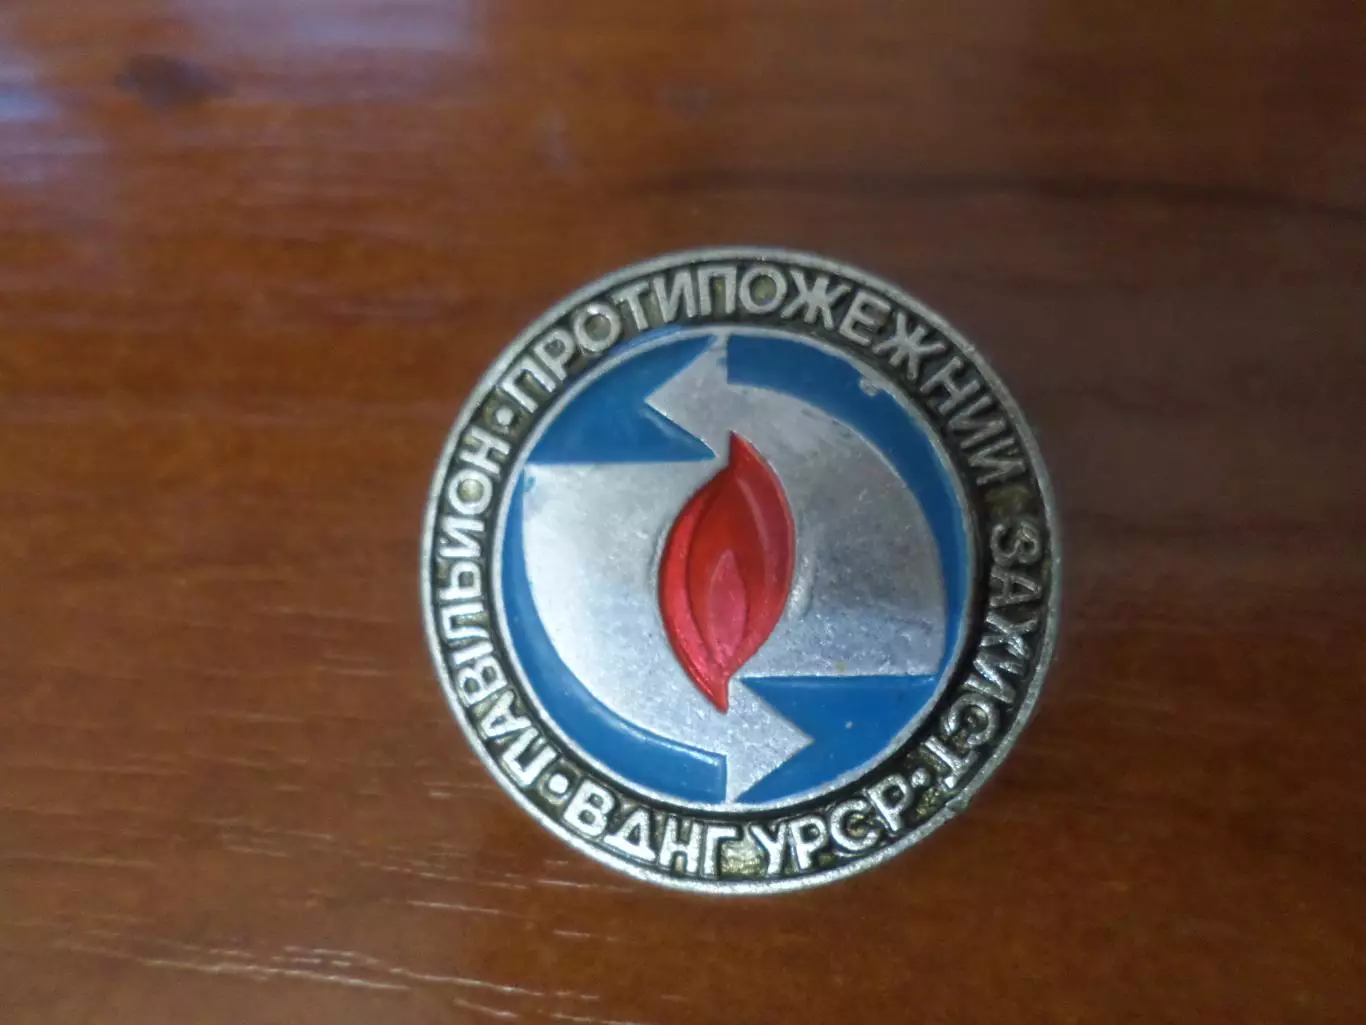 ПАВІЛЬЙОН • ПРОТИПОЖЕЖНИЙ ЗАХИСТ •
ВДНГ УРСР •